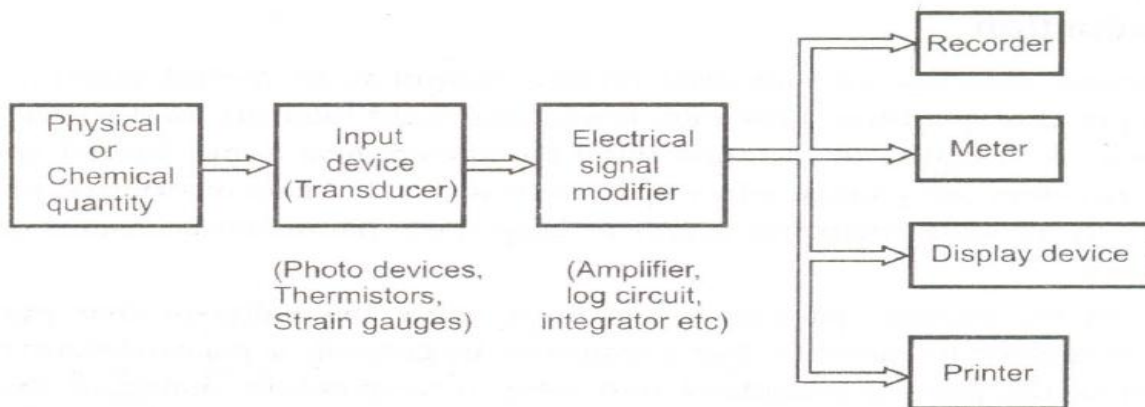 Physical
or
Chemical
quantity
Input
device
(Transducer)
(Photo devices,
Thermistors,
Strain gauges)
Electrical
signal
modifier
(Amplifier,
log circuit,
integrator etc)
Recorder
Meter
Display device
Printer